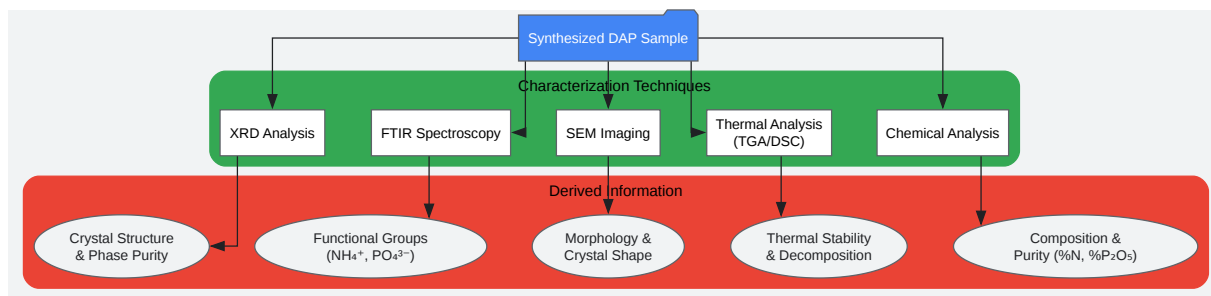 Synthesized DAP Sample
Characterization Techniques
XRD Analysis
FTIR Spectroscopy
SEM Imaging
Thermal Analysis
(TGA/DSC)
Chemical Analysis
Derived Information
Crystal Structure
& Phase Purity
Functional Groups
(NH₄⁺, PO₄³⁻)
Morphology &
Crystal Shape
Thermal Stability
& Decomposition
Composition &
Purity (%N, %P₂O₅)